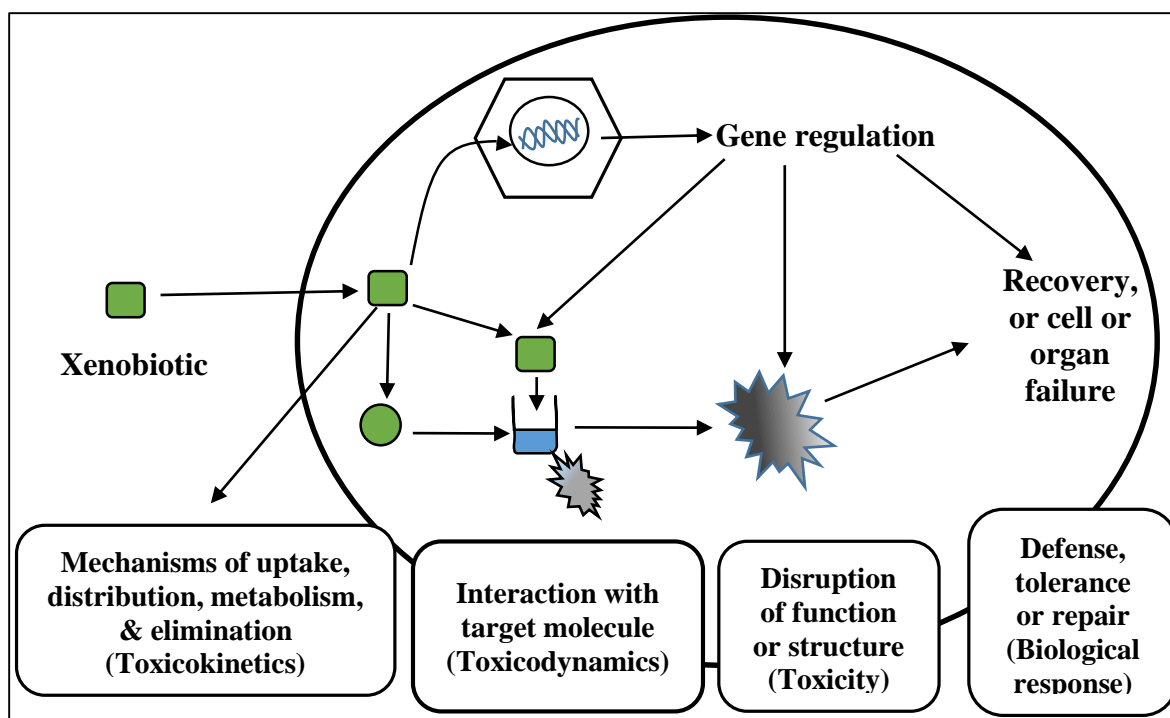 Gene regulation
Xenobiotic
Recovery,
or cell or
organ
failure
Mechanisms of uptake,
distribution, metabolism,
& elimination
(Toxicokinetics)
Interaction with
target molecule
(Toxicodynamics)
Disruption
of function
or structure
(Toxicity)
Defense,
tolerance
or repair
(Biological
response)